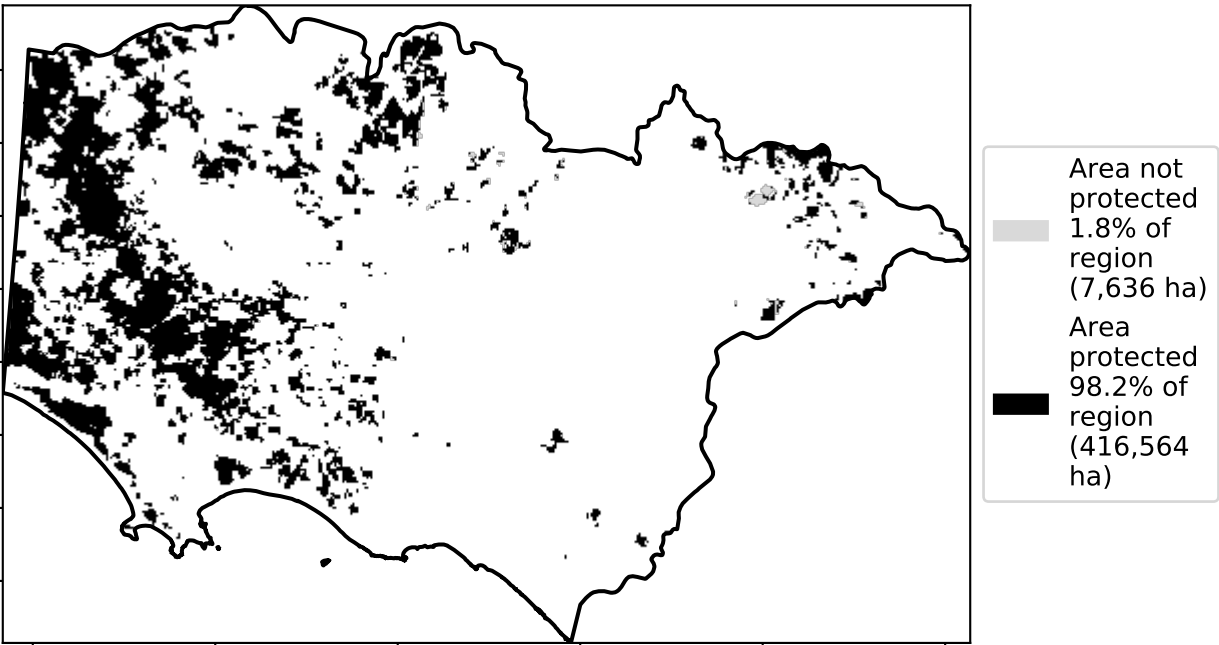 Area not
protected
1.8% of
region
(7,636 ha)
Area
protected
98.2% of
region
(416,564
ha)